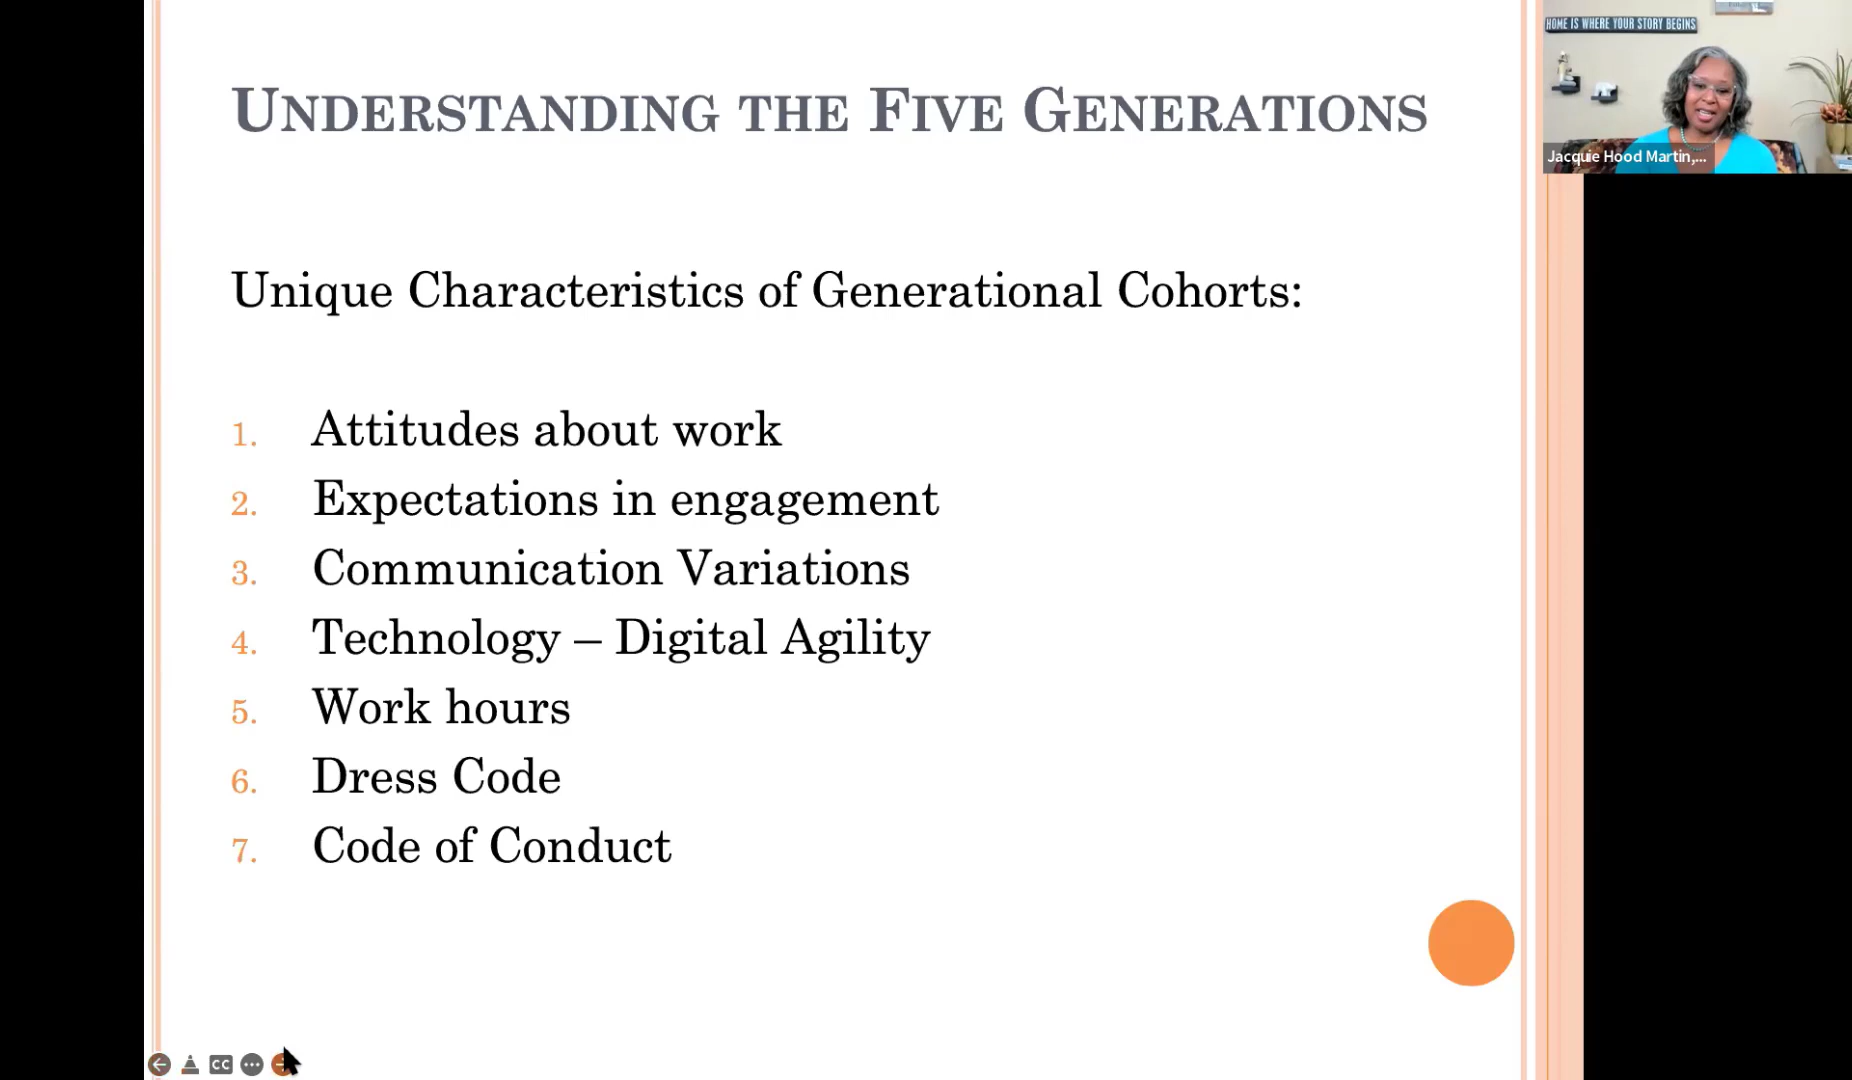 UNDERSTANDING THE FIVE GENERATIONS
HOME IS WHERE YOUR STORY BEGINS
Jacquie Hood Martin,...
Unique Characteristics of Generational Cohorts:
1. Attitudes about work
2. Expectations in engagement
3. Communication Variations
4. Technology – Digital Agility
5. Work hours
6. Dress Code
7. Code of Conduct
CC